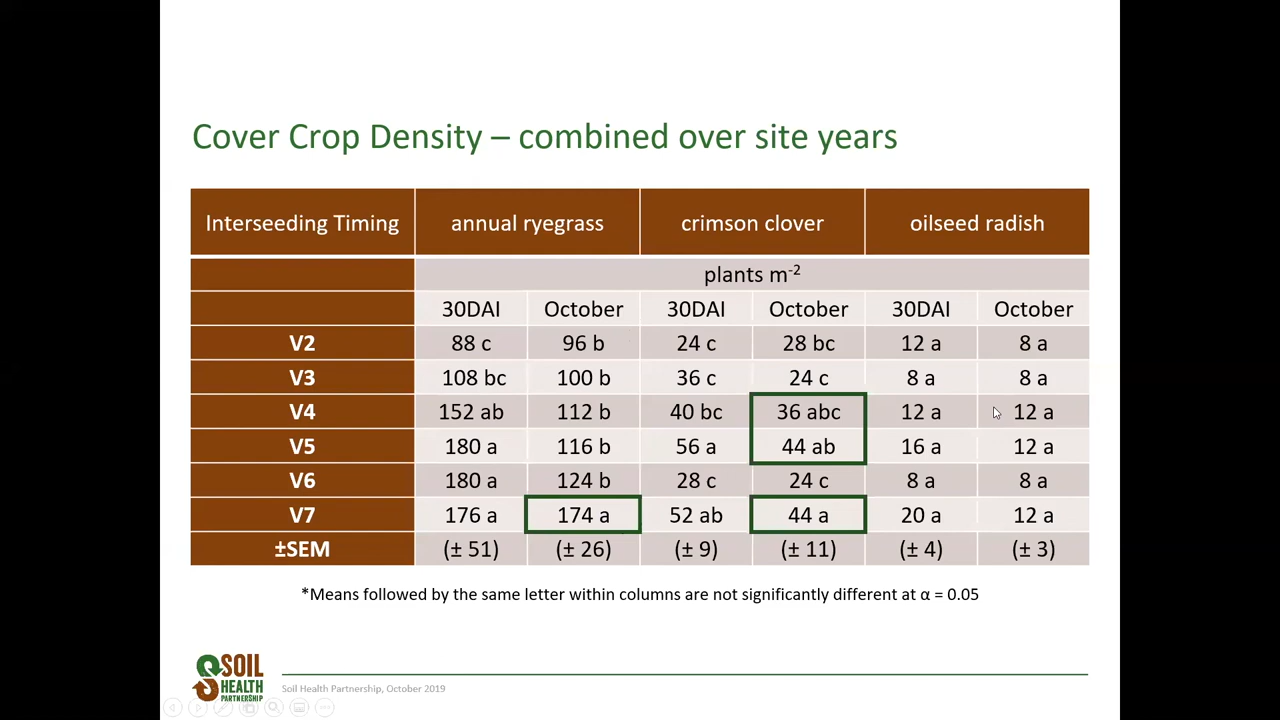 Cover Crop Density – combined over site years
Interseeding Timing annual ryegrass crimson clover oilseed radish
plants m-2
30DAI October 30DAI October 30DAI October
V2 88 c 96 b 24 c 28 bc 12 a 8 a
V3 108 bc 100 b 36 c 24 c 8 a 8 a
V4 152 ab 112 b 40 bc 36 abc 12 a 12 a
V5 180 a 116 b 56 a 44 ab 16 a 12 a
V6 180 a 124 b 28 c 24 c 8 a 8 a
V7 176 a 174 a 52 ab 44 a 20 a 12 a
±SEM (± 51) (± 26) (± 9) (± 11) (± 4) (± 3)
*Means followed by the same letter within columns are not significantly different at α = 0.05
SOIL
HEALTH
PARTNERSHIP
Soil Health Partnership, October 2019